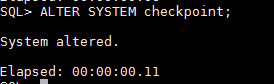 SQL> ALTER SYSTEM checkpoint;
System altered.
Elapsed: 00:00:00.11